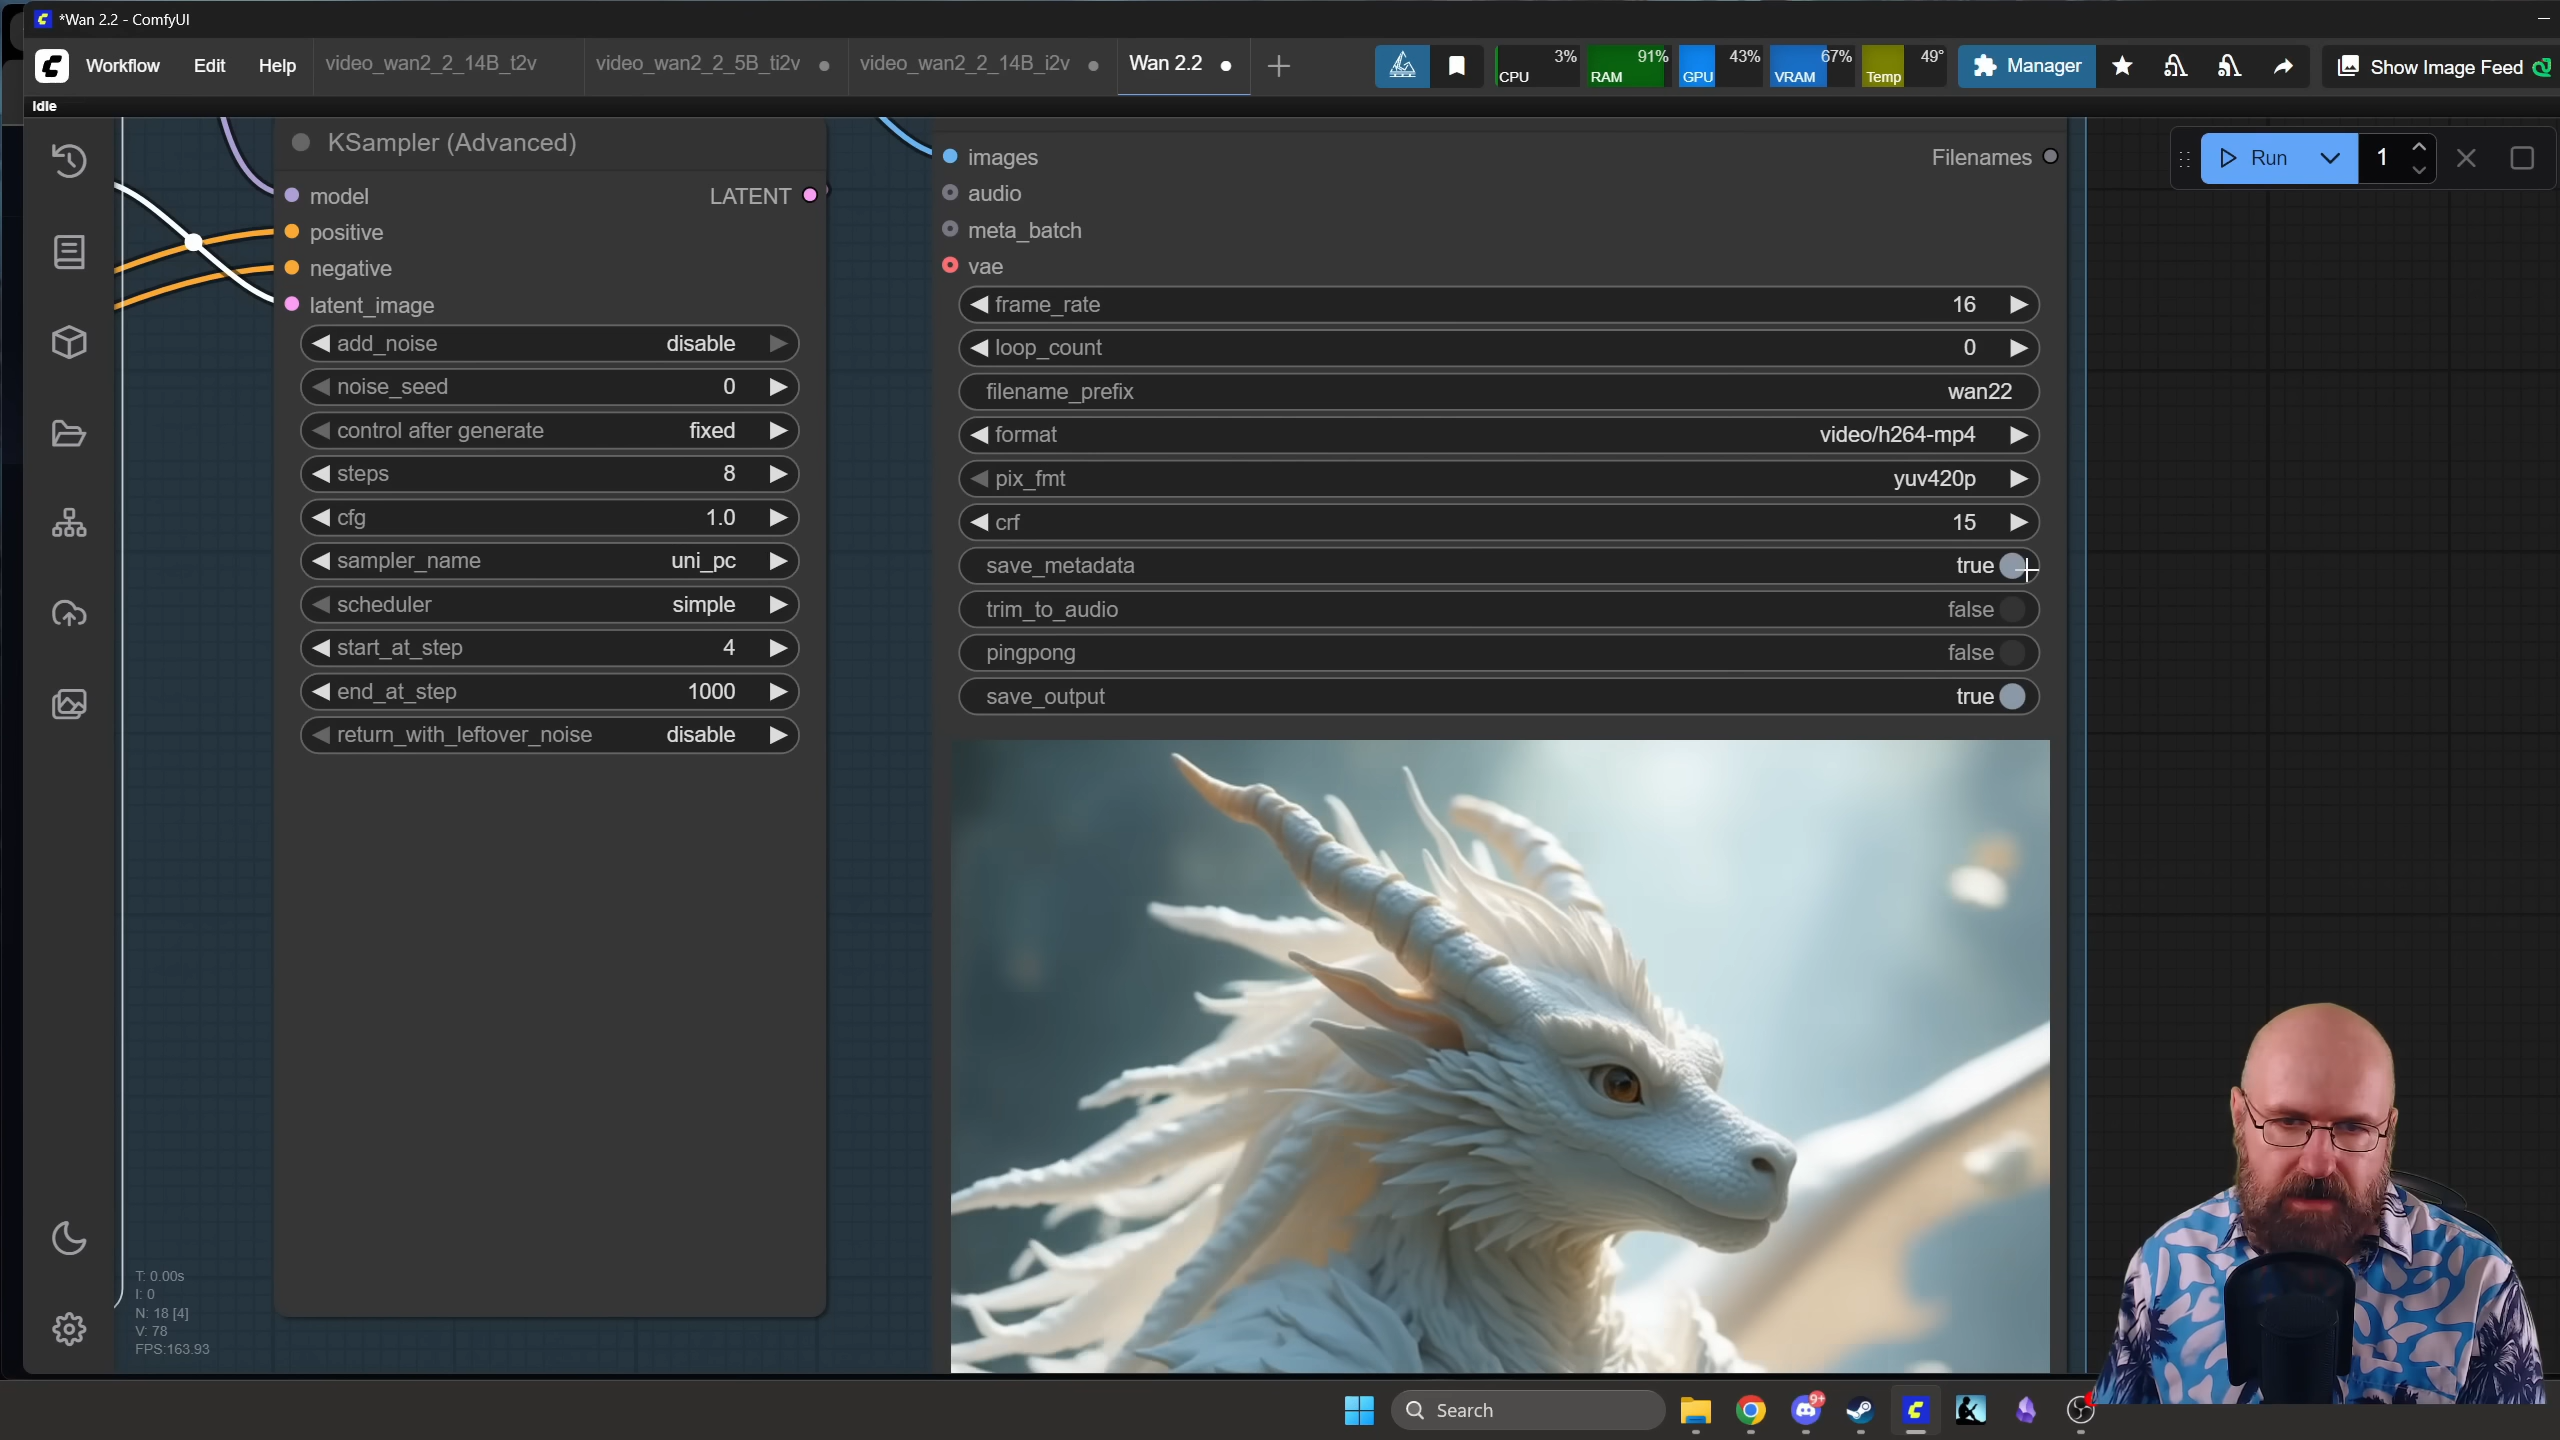 *Wan 2.2 - ComfyUI
Workflow Edit Help video_wan2_2_14B_t2v video_wan2_2_5B_ti2v video_wan2_2_14B_i2v Wan 2.2 CPU 3% RAM 91% GPU 43% VRAM 67% Temp 49° Manager Show Image Feed
Idle
Run 1
KSampler (Advanced)
model LATENT
positive
negative
latent_image
add_noise disable
noise_seed 0
control after generate fixed
steps 8
cfg 1.0
sampler_name uni_pc
scheduler simple
start_at_step 4
end_at_step 1000
return_with_leftover_noise disable
images Filenames
audio
meta_batch
vae
frame_rate 16
loop_count 0
filename_prefix wan22
format video/h264-mp4
pix_fmt yuv420p
crf 15
save_metadata true
trim_to_audio false
pingpong false
save_output true
T: 0.00s
I: 0
N: 18 [4]
V: 78
FPS:163.93
Search 9+